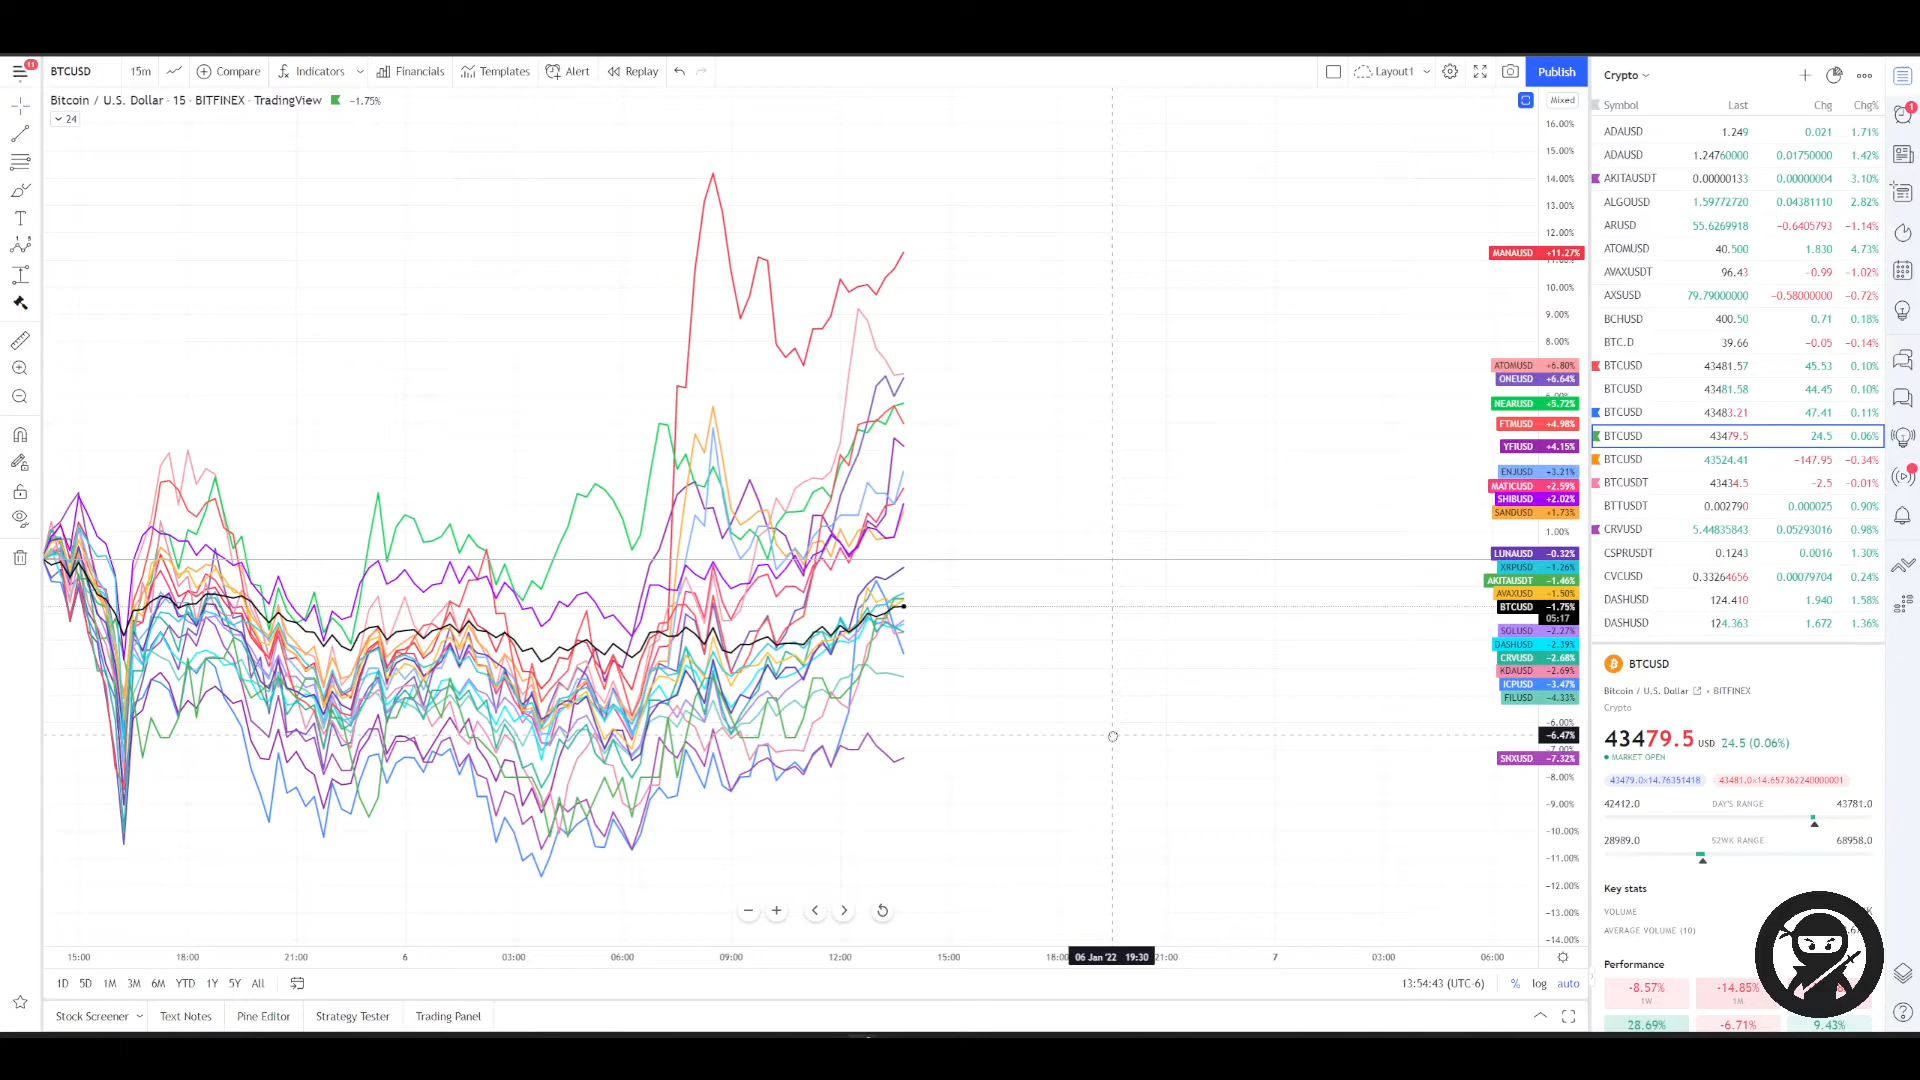 11
BTCUSD 15m Compare Indicators Financials Templates Alert Replay Layout1 Publish
Bitcoin / U.S. Dollar · 15 · BITFINEX · TradingView −1.75%
24
Mixed
16.00%
15.00%
14.00%
13.00%
12.00%
MANAUSD +11.27%
10.00%
9.00%
8.00%
ATOMUSD +6.80%
ONEUSD +6.64%
NEARUSD +5.72%
FTMUSD +4.98%
YFIUSD +4.15%
ENJUSD +3.21%
MATICUSD +2.59%
SHIBUSD +2.02%
SANDUSD +1.73%
1.00%
LUNAUSD −0.32%
XRPUSD −1.26%
AKITAUSDT −1.46%
AVAXUSD −1.50%
BTCUSD −1.75%
05:17
SOLUSD −2.27%
DASHUSD −2.39%
CRVUSD −2.68%
KDAUSD −2.69%
ICPUSD −3.47%
FILUSD −4.33%
−6.00%
−6.47%
−7.00%
SNXUSD −7.32%
−8.00%
−9.00%
−10.00%
−11.00%
−12.00%
−13.00%
−14.00%
15:00 18:00 21:00 6 03:00 06:00 09:00 12:00 15:00 18:00 06 Jan '22 19:30 21:00 7 03:00 06:00
1D 5D 1M 3M 6M YTD 1Y 5Y All 13:54:43 (UTC-6) % log auto
Stock Screener Text Notes Pine Editor Strategy Tester Trading Panel
Crypto
Symbol Last Chg Chg%
ADAUSD 1.249 0.021 1.71%
ADAUSD 1.24760000 0.01750000 1.42%
AKITAUSDT 0.00000133 0.00000004 3.10%
ALGOUSD 1.59772720 0.04381110 2.82%
ARUSD 55.6269918 −0.6405793 −1.14%
ATOMUSD 40.500 1.830 4.73%
AVAXUSDT 96.43 −0.99 −1.02%
AXSUSD 79.79000000 −0.58000000 −0.72%
BCHUSD 400.50 0.71 0.18%
BTC.D 39.66 −0.05 −0.14%
BTCUSD 43481.57 45.53 0.10%
BTCUSD 43481.58 44.45 0.10%
BTCUSD 43483.21 47.41 0.11%
BTCUSD 43479.5 24.5 0.06%
BTCUSD 43524.41 −147.95 −0.34%
BTCUSDT 43434.5 −2.5 −0.01%
BTTUSDT 0.002790 0.000025 0.90%
CRVUSD 5.44835843 0.05293016 0.98%
CSPRUSDT 0.1243 0.0016 1.30%
CVCUSD 0.33264656 0.00079704 0.24%
DASHUSD 124.410 1.940 1.58%
DASHUSD 124.363 1.672 1.36%
BTCUSD
Bitcoin / U.S. Dollar • BITFINEX
Crypto
43479.5 USD 24.5 (0.06%)
MARKET OPEN
43479.0×14.76351418 43481.0×14.657362240000001
42412.0 DAY'S RANGE 43781.0
28989.0 52WK RANGE 68958.0
Key stats
VOLUME
AVERAGE VOLUME (10)
Performance
-8.57% -14.85%
1W 1M
28.69% -6.71% 9.43%
1